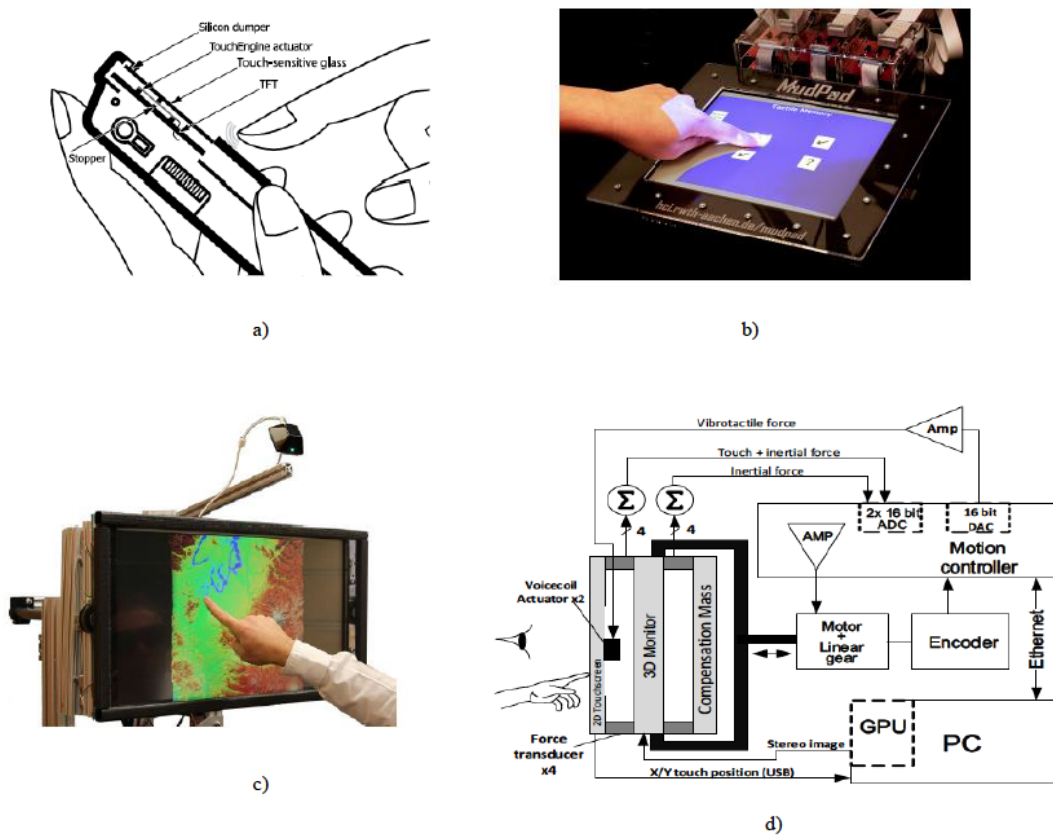 Silicon dumper
TouchEngine actuator
Touch-sensitive glass
TFT
Stopper
a)
MudPad
Tactile Memory
?
hci.rwth-aachen.de/mudpad
b)
c)
Vibrotactile force
Amp
Touch + inertial force
Inertial force
Σ
Σ
4
4
2x 16 bit
ADC
16 bit
DAC
AMP
Motion
controller
Voicecoil
Actuator x2
2D Touchscreen
3D Monitor
Compensation Mass
Motor
+
Linear
gear
Encoder
Ethernet
Force
transducer
x4
Stereo image
GPU
PC
X/Y touch position (USB)
d)